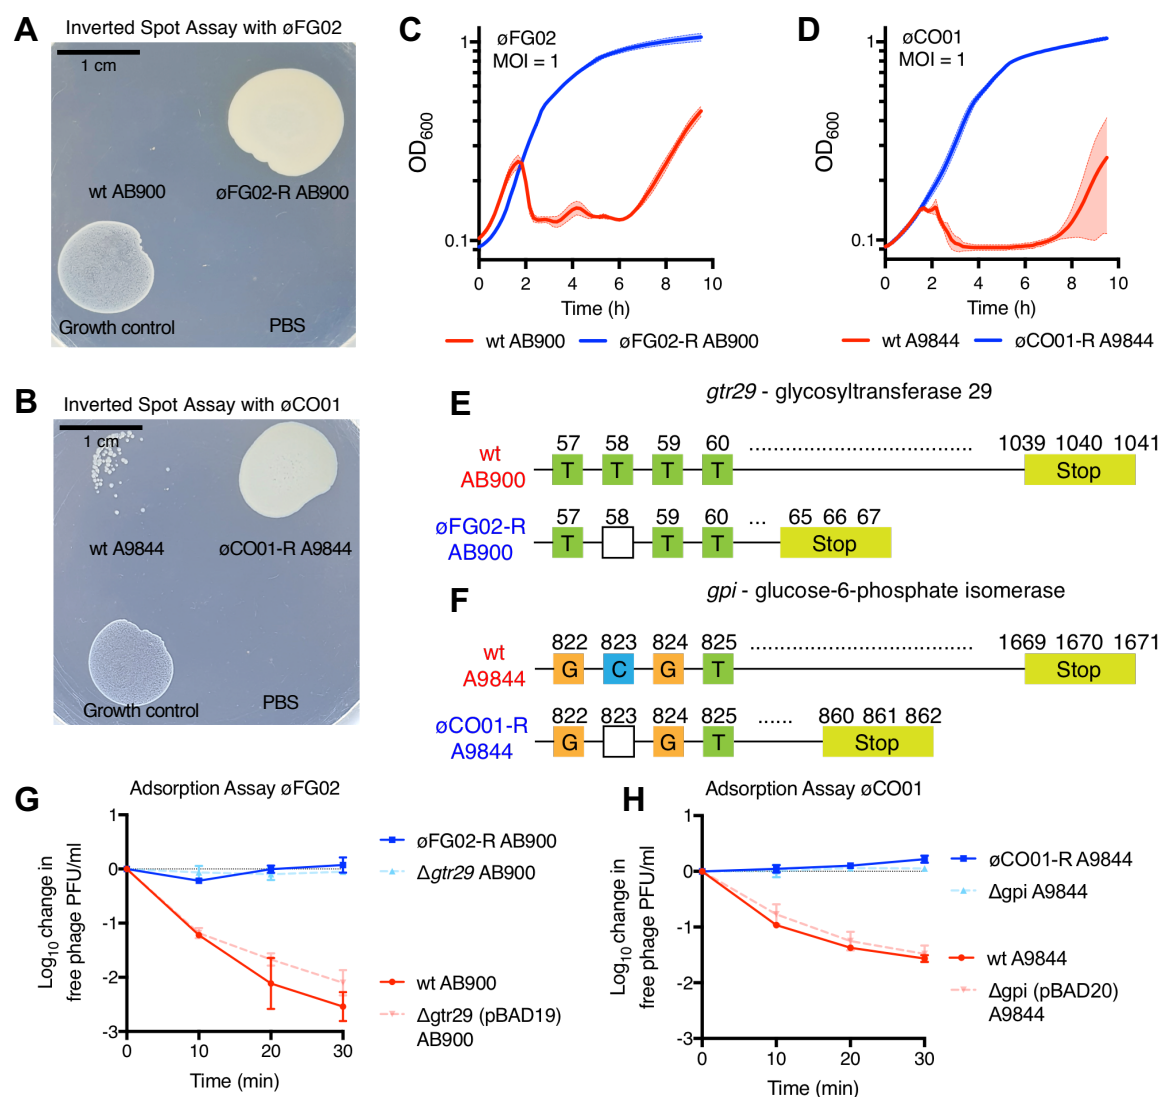 A
Inverted Spot Assay with øFG02
1 cm
wt AB900
øFG02-R AB900
Growth control
PBS
B
Inverted Spot Assay with øCO01
1 cm
wt A9844
øCO01-R A9844
Growth control
PBS
C
øFG02
MOI = 1
OD600
1
0.1
0 2 4 6 8 10
Time (h)
wt AB900
øFG02-R AB900
D
øCO01
MOI = 1
OD600
1
0.1
0 2 4 6 8 10
Time (h)
wt A9844
øCO01-R A9844
E
gtr29 - glycosyltransferase 29
57 58 59 60 ...................................... 1039 1040 1041
wt
AB900
T T T T Stop
57 58 59 60 ... 65 66 67
øFG02-R
AB900
T T T Stop
F
gpi - glucose-6-phosphate isomerase
822 823 824 825 ...................................... 1669 1670 1671
wt
A9844
G C G T Stop
822 823 824 825 ...... 860 861 862
øCO01-R
A9844
G G T Stop
G
Adsorption Assay øFG02
Log10 change in
free phage PFU/ml
1
0
-1
-2
-3
0 10 20 30
Time (min)
øFG02-R AB900
Δgtr29 AB900
wt AB900
Δgtr29 (pBAD19)
AB900
H
Adsorption Assay øCO01
Log10 change in
free phage PFU/ml
1
0
-1
-2
-3
0 10 20 30
Time (min)
øCO01-R A9844
Δgpi A9844
wt A9844
Δgpi (pBAD20)
A9844